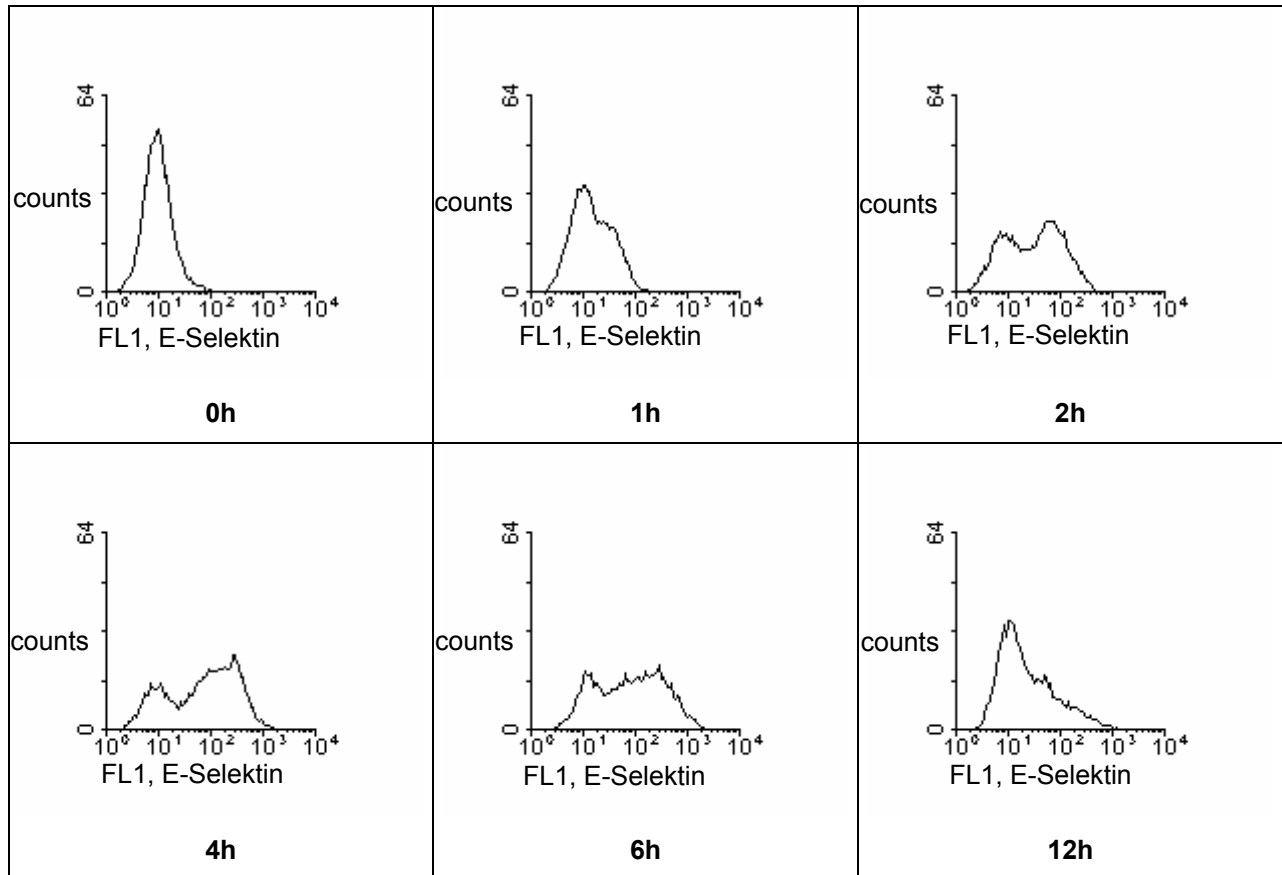 64
counts
0
10⁰ 10¹ 10² 10³ 10⁴
FL1, E-Selektin
0h
64
counts
0
10⁰ 10¹ 10² 10³ 10⁴
FL1, E-Selektin
1h
64
counts
0
10⁰ 10¹ 10² 10³ 10⁴
FL1, E-Selektin
2h
64
counts
0
10⁰ 10¹ 10² 10³ 10⁴
FL1, E-Selektin
4h
64
counts
0
10⁰ 10¹ 10² 10³ 10⁴
FL1, E-Selektin
6h
64
counts
0
10⁰ 10¹ 10² 10³ 10⁴
FL1, E-Selektin
12h